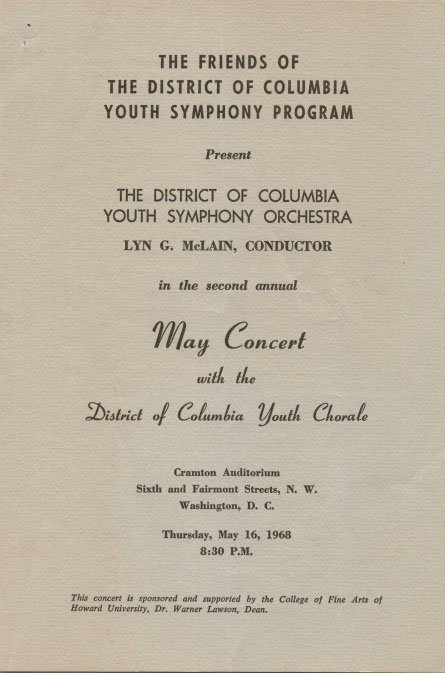 THE FRIENDS OF
THE DISTRICT OF COLUMBIA
YOUTH SYMPHONY PROGRAM
Present
THE DISTRICT OF COLUMBIA
YOUTH SYMPHONY ORCHESTRA
LYN G. McLAIN, CONDUCTOR
in the second annual
May Concert
with the
District of Columbia Youth Chorale
Cramton Auditorium
Sixth and Fairmont Streets, N. W.
Washington, D. C.
Thursday, May 16, 1968
8:30 P.M.
This concert is sponsored and supported by the College of Fine Arts of
Howard University, Dr. Warner Lawson, Dean.